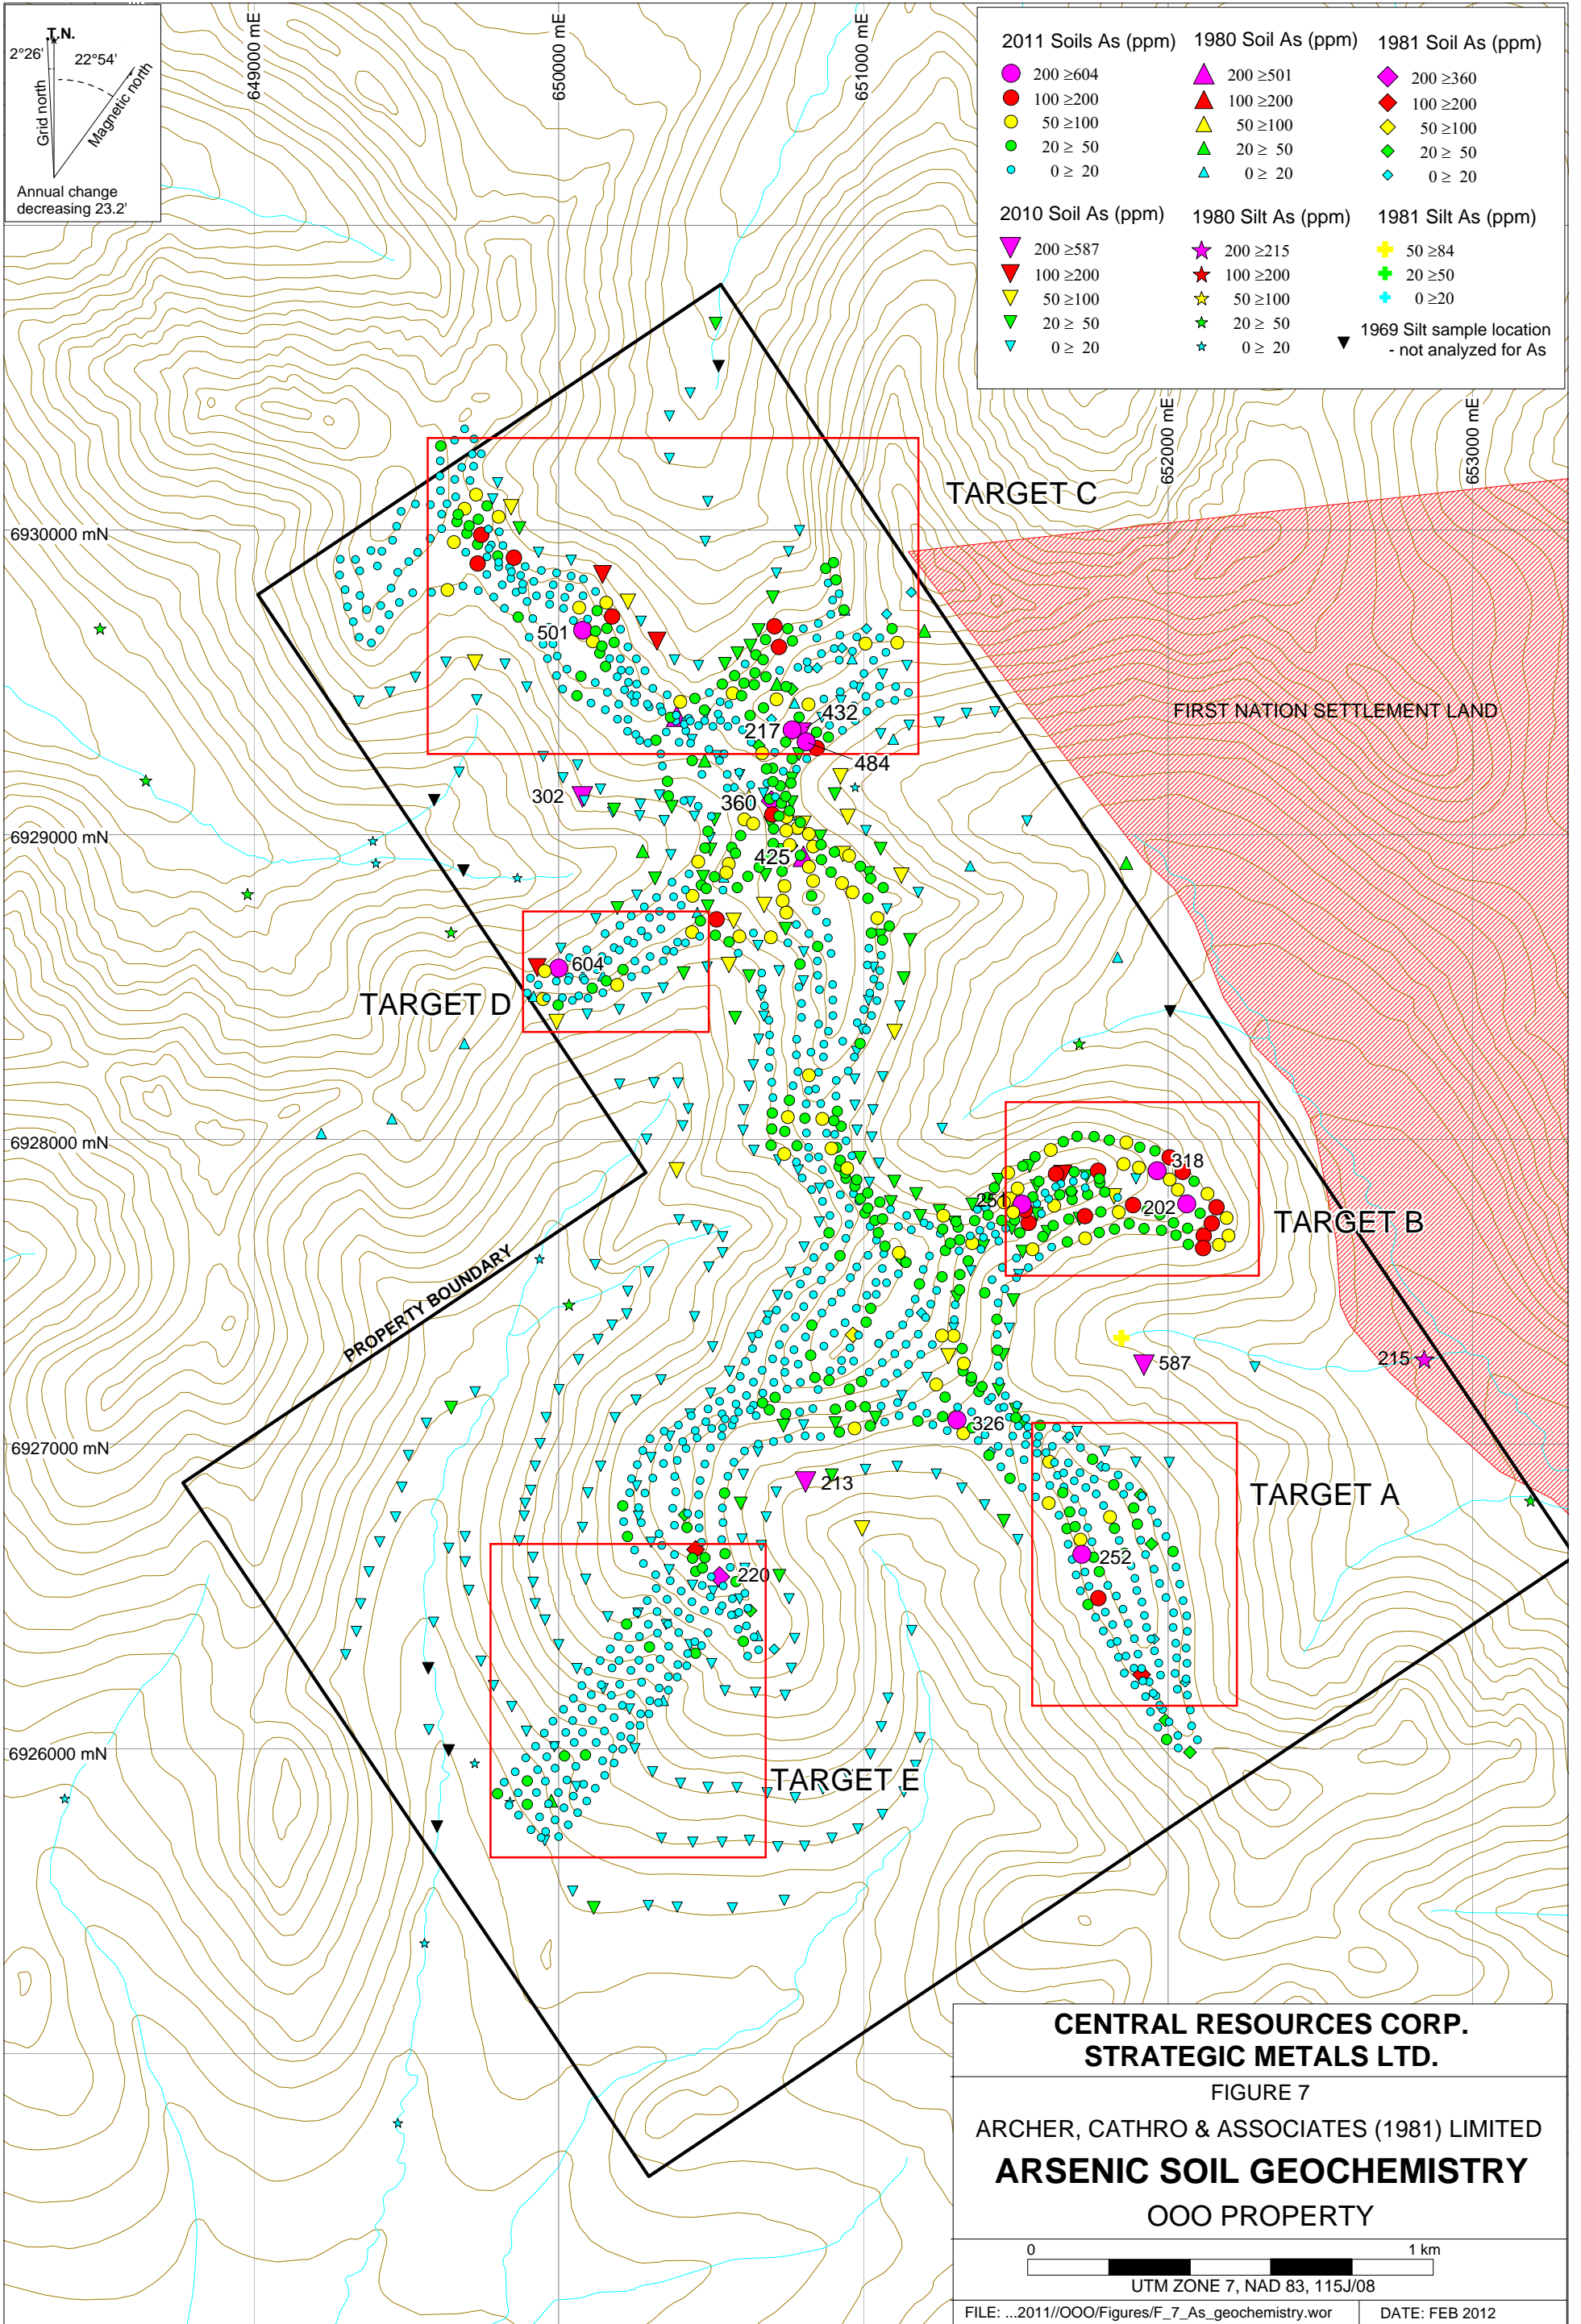 T.N.
2°26'
22°54'
Grid north
Magnetic north
Annual change
decreasing 23.2'
649000 mE
650000 mE
651000 mE
652000 mE
653000 mE
2011 Soils As (ppm)
200 ≥604
100 ≥200
50 ≥100
20 ≥ 50
0 ≥ 20
1980 Soil As (ppm)
200 ≥501
100 ≥200
50 ≥100
20 ≥ 50
0 ≥ 20
1981 Soil As (ppm)
200 ≥360
100 ≥200
50 ≥100
20 ≥ 50
0 ≥ 20
2010 Soil As (ppm)
200 ≥587
100 ≥200
50 ≥100
20 ≥ 50
0 ≥ 20
1980 Silt As (ppm)
200 ≥215
100 ≥200
50 ≥100
20 ≥ 50
0 ≥ 20
1981 Silt As (ppm)
50 ≥84
20 ≥50
0 ≥20
1969 Silt sample location
- not analyzed for As
6930000 mN
6929000 mN
6928000 mN
6927000 mN
6926000 mN
TARGET C
501
432
217
484
FIRST NATION SETTLEMENT LAND
302
360
425
604
TARGET D
318
251
202
TARGET B
PROPERTY BOUNDARY
587
215
326
213
TARGET A
252
220
TARGET E
CENTRAL RESOURCES CORP.
STRATEGIC METALS LTD.
FIGURE 7
ARCHER, CATHRO & ASSOCIATES (1981) LIMITED
ARSENIC SOIL GEOCHEMISTRY
OOO PROPERTY
0
1 km
UTM ZONE 7, NAD 83, 115J/08
FILE: ...2011//OOO/Figures/F_7_As_geochemistry.wor
DATE: FEB 2012